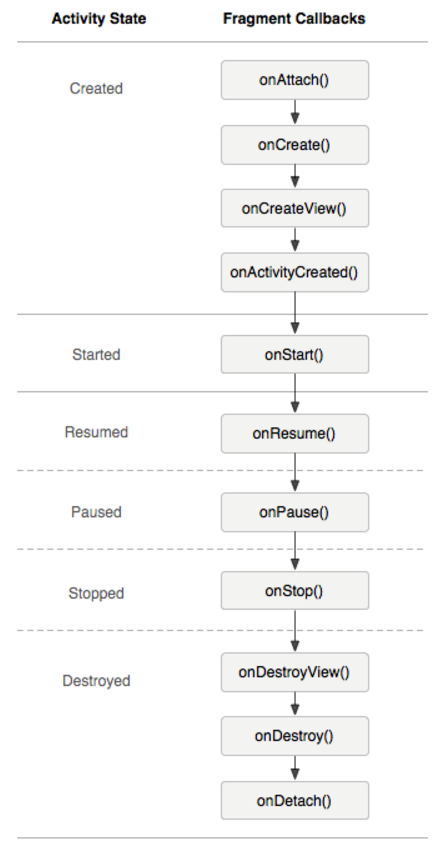 Activity State Fragment Callbacks
Created
onAttach()
onCreate()
onCreateView()
onActivityCreated()
Started
onStart()
Resumed
onResume()
Paused
onPause()
Stopped
onStop()
Destroyed
onDestroyView()
onDestroy()
onDetach()